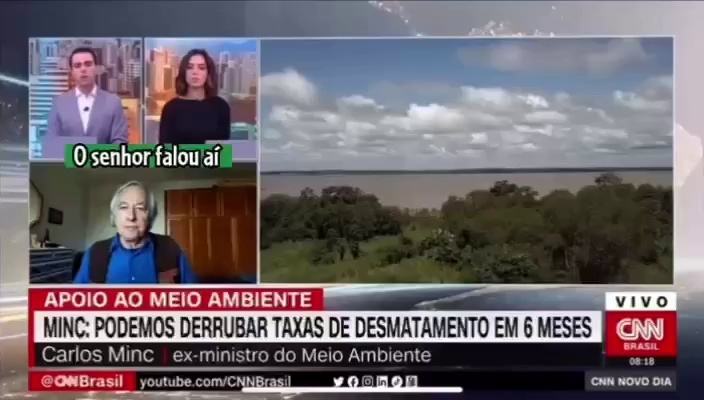 O senhor falou aí
APOIO AO MEIO AMBIENTE
MINC: PODEMOS DERRUBAR TAXAS DE DESMATAMENTO EM 6 MESES
Carlos Minc | ex-ministro do Meio Ambiente
VIVO
CNN
BRASIL
08:18
@CNNBrasil youtube.com/CNNBrasil
CNN NOVO DIA